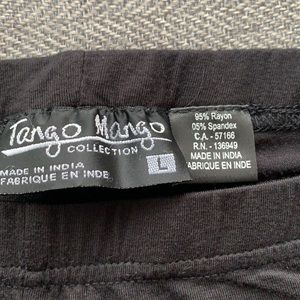 Tango Mango
COLLECTION
L
MADE IN INDIA
FABRIQUE EN INDE
95% Rayon
05% Spandex
C.A. - 57166
R.N. - 136949
MADE IN INDIA
FABRIQUE EN INDE